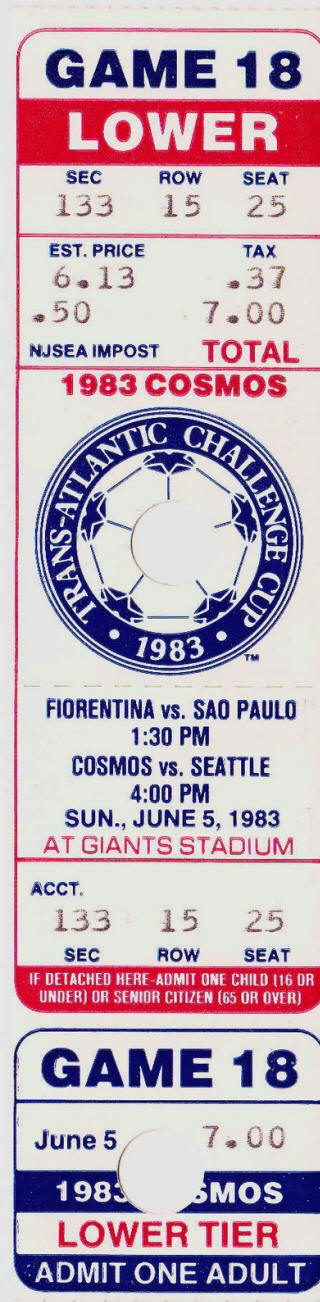 GAME 18
LOWER
SEC ROW SEAT
133 15 25
EST. PRICE TAX
6.13 .37
.50 7.00
NJSEA IMPOST TOTAL
1983 COSMOS
TRANS-ATLANTIC CHALLENGE CUP
• 1983 •
TM
FIORENTINA vs. SAO PAULO
1:30 PM
COSMOS vs. SEATTLE
4:00 PM
SUN., JUNE 5, 1983
AT GIANTS STADIUM
ACCT.
133 15 25
SEC ROW SEAT
IF DETACHED HERE-ADMIT ONE CHILD (16 OR
UNDER) OR SENIOR CITIZEN (65 OR OVER)
GAME 18
June 5 7.00
1983 SMOS
LOWER TIER
ADMIT ONE ADULT